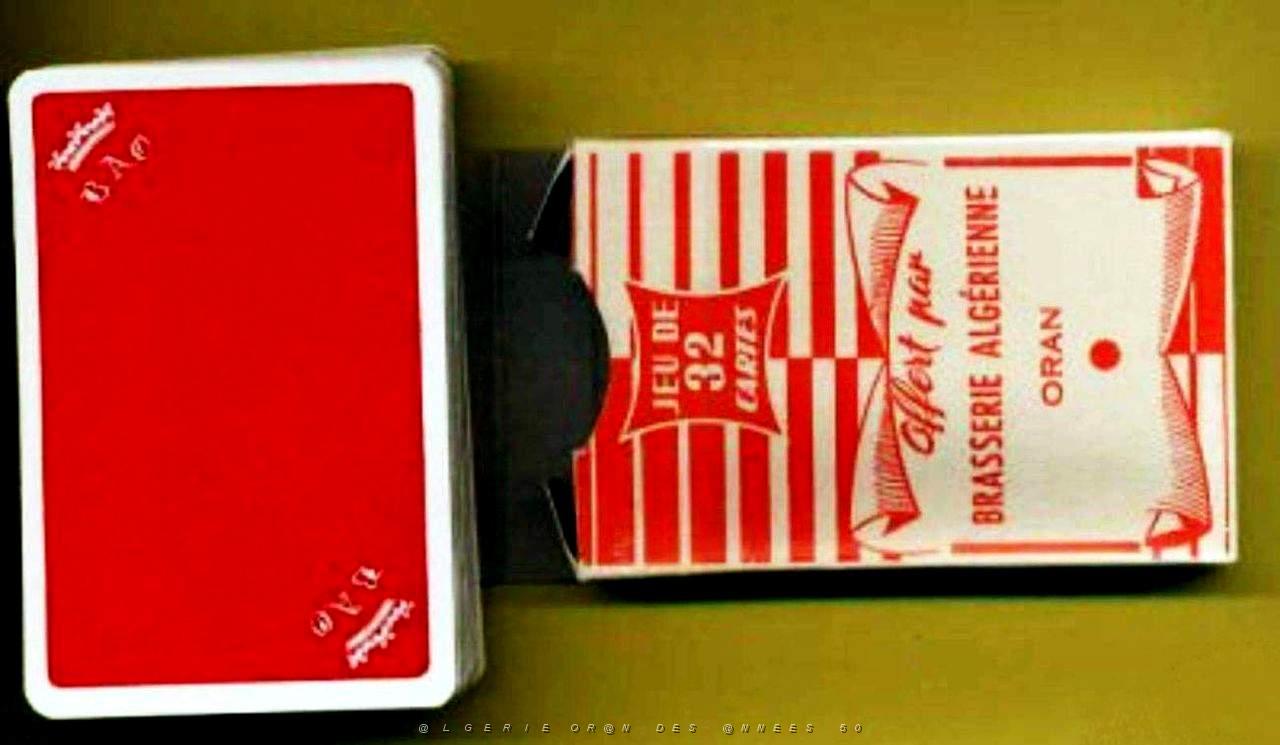 BAO
BAO
JEU DE
32
CARTES
offert par
BRASSERIE ALGÉRIENNE
ORAN
@LGERIE OR@N DES @NNEES 50